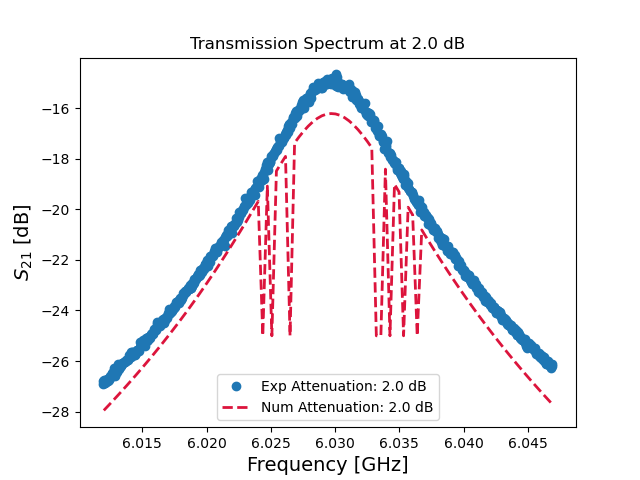 Transmission Spectrum at 2.0 dB
S₂₁ [dB]
−16
−18
−20
−22
−24
−26
−28
Exp Attenuation: 2.0 dB
Num Attenuation: 2.0 dB
6.015 6.020 6.025 6.030 6.035 6.040 6.045
Frequency [GHz]